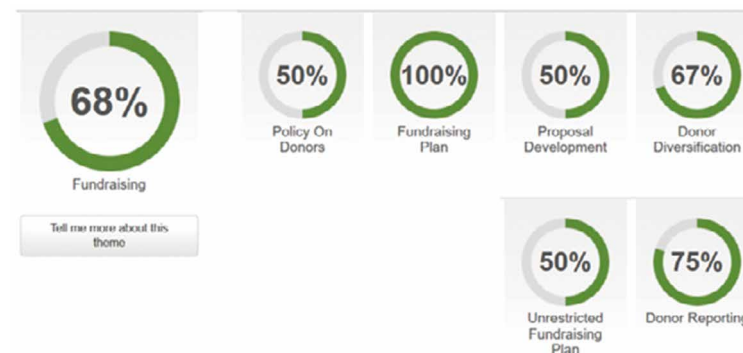 68%
Fundraising
Tell me more about this
theme
50%
Policy On
Donors
100%
Fundraising
Plan
50%
Proposal
Development
67%
Donor
Diversification
50%
Unrestricted
Fundraising
Plan
75%
Donor Reporting